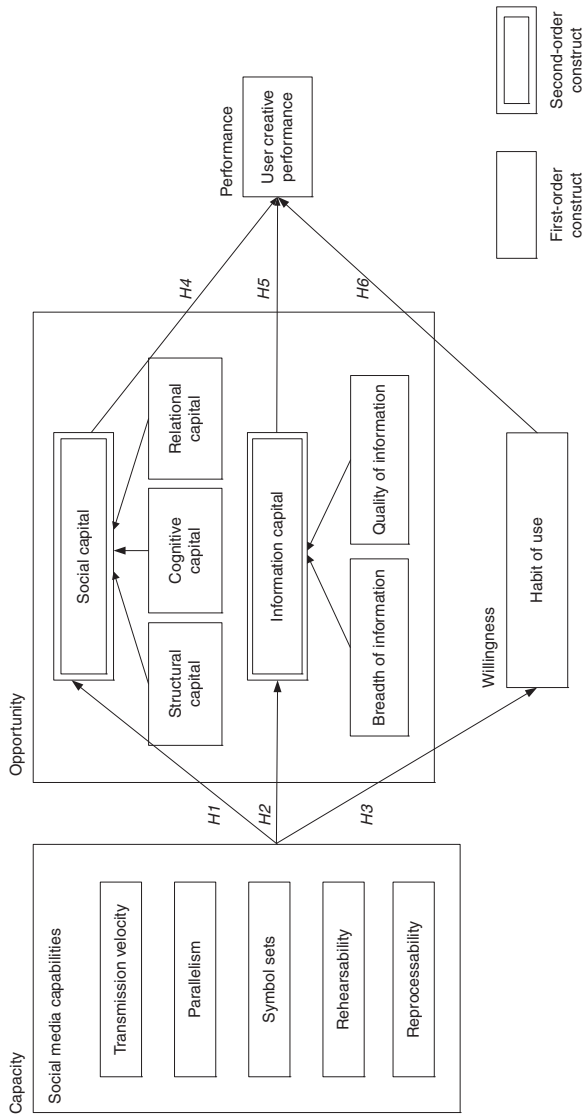 Capacity
Social media capabilities
Transmission velocity
Parallelism
Symbol sets
Rehearsability
Reprocessability
H1
H2
H3
Opportunity
Social capital
Structural
capital
Cognitive
capital
Relational
capital
Information capital
Breadth of information
Quality of information
Willingness
Habit of use
H4
H5
H6
Performance
User creative
performance
First-order
construct
Second-order
construct